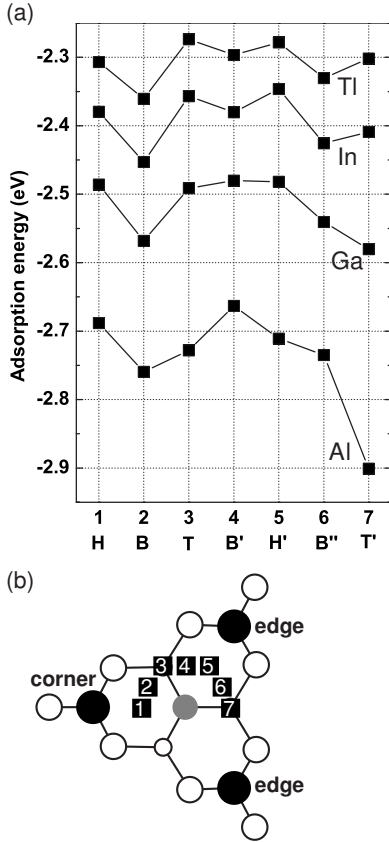 (a)
Adsorption energy (eV)
-2.3
-2.4
-2.5
-2.6
-2.7
-2.8
-2.9
Tl
In
Ga
Al
1 2 3 4 5 6 7
H B T B' H' B'' T'
(b)
edge
corner
3 4 5
2 6
1 7
edge